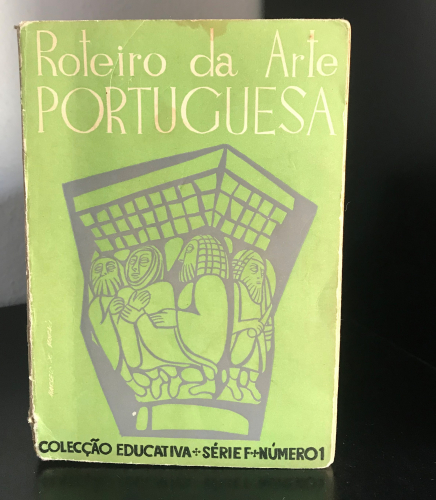 Roteiro da Arte
PORTUGUESA
COLECÇÃO EDUCATIVA + SÉRIE F + NÚMERO 1